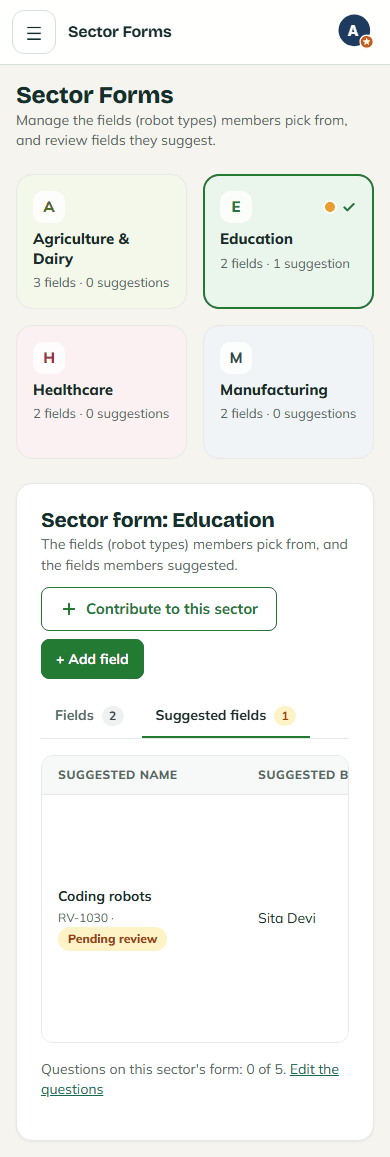 Sector Forms
A
Sector Forms
Manage the fields (robot types) members pick from,
and review fields they suggest.
A
Agriculture &
Dairy
3 fields · 0 suggestions
E
Education
2 fields · 1 suggestion
H
Healthcare
2 fields · 0 suggestions
M
Manufacturing
2 fields · 0 suggestions
Sector form: Education
The fields (robot types) members pick from, and
the fields members suggested.
+ Contribute to this sector
+ Add field
Fields 2 Suggested fields 1
SUGGESTED NAME SUGGESTED B
Coding robots
RV-1030 ·
Pending review
Sita Devi
Questions on this sector's form: 0 of 5. Edit the
questions